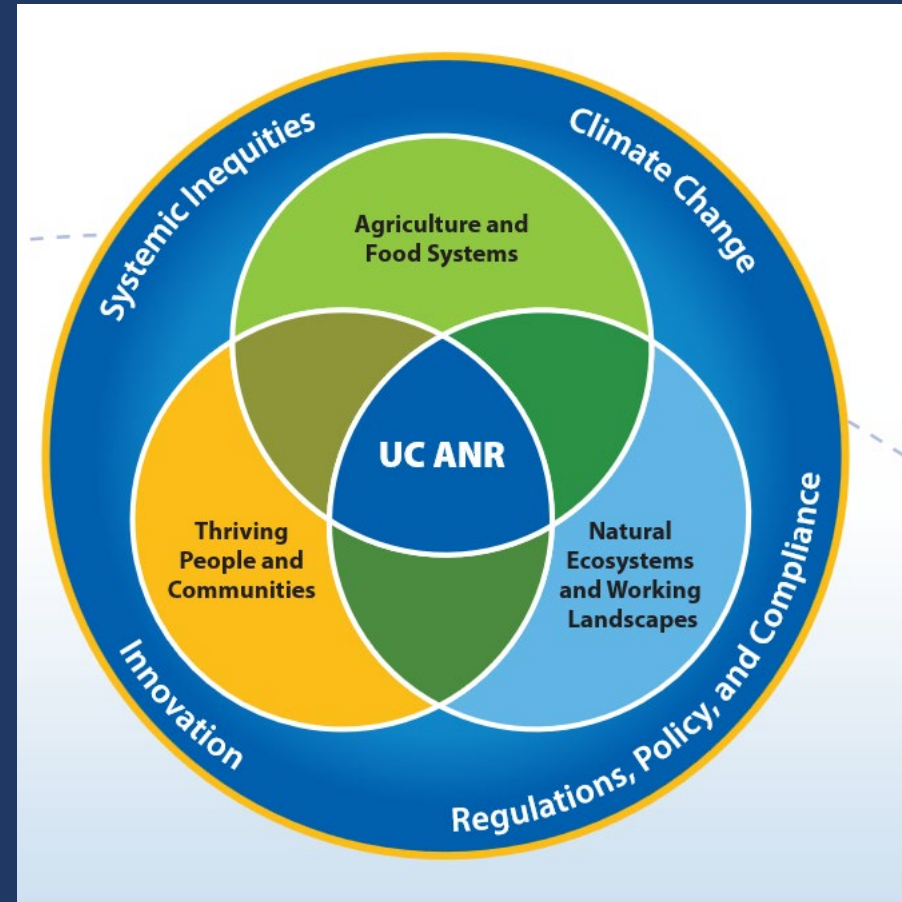 Systemic Inequities
Climate Change
Agriculture and
Food Systems
UC ANR
Thriving
People and
Communities
Natural
Ecosystems
and Working
Landscapes
Innovation
Regulations, Policy, and Compliance